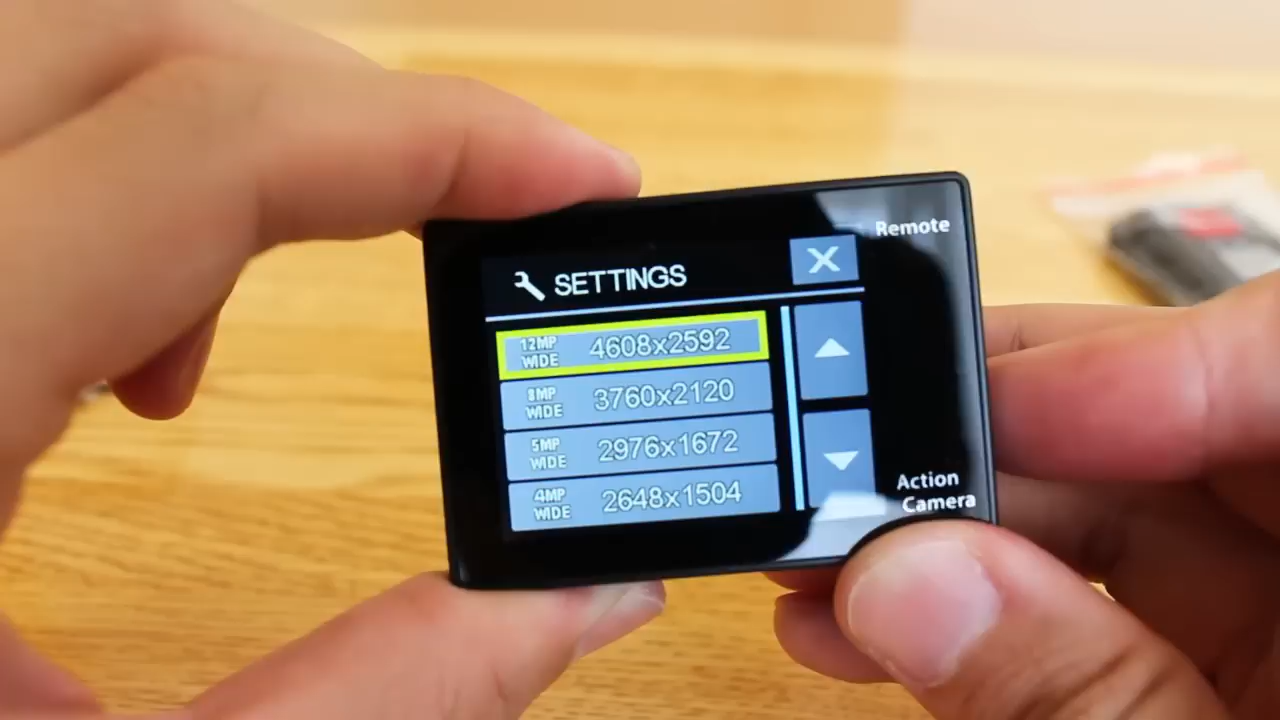 Remote
SETTINGS
X
12MP WIDE 4608x2592
8MP WIDE 3760x2120
5MP WIDE 2976x1672
4MP WIDE 2648x1504
Action
Camera